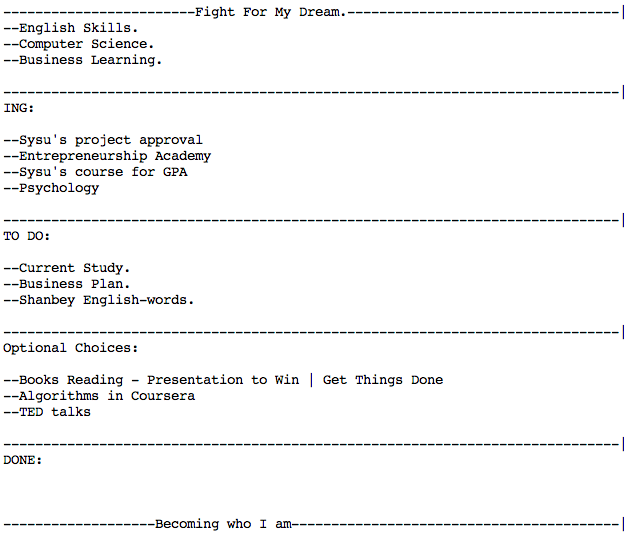 ------------------------Fight For My Dream.----------------------------------|
--English Skills.
--Computer Science.
--Business Learning.
-----------------------------------------------------------------------------|
ING:
--Sysu's project approval
--Entrepreneurship Academy
--Sysu's course for GPA
--Psychology
-----------------------------------------------------------------------------|
TO DO:
--Current Study.
--Business Plan.
--Shanbey English-words.
-----------------------------------------------------------------------------|
Optional Choices:
--Books Reading - Presentation to Win | Get Things Done
--Algorithms in Coursera
--TED talks
-----------------------------------------------------------------------------|
DONE:
-------------------Becoming who I am-----------------------------------------|